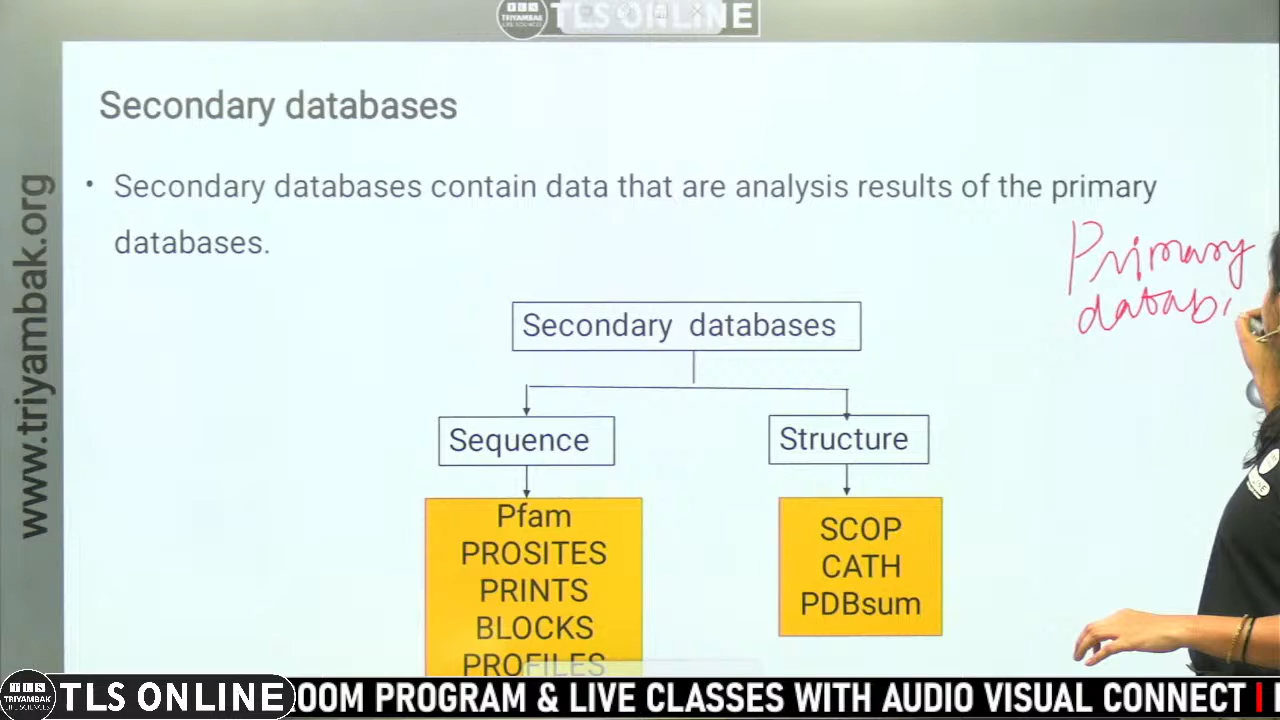 TRIYAMBAK
TLS ONLINE
Secondary databases
• Secondary databases contain data that are analysis results of the primary
databases.
Primary
datab
Secondary databases
Sequence
Structure
Pfam
PROSITES
PRINTS
BLOCKS
PROFILES
SCOP
CATH
PDBsum
www.triyambak.org
TLS ONLINE
ROOM PROGRAM & LIVE CLASSES WITH AUDIO VISUAL CONNECT